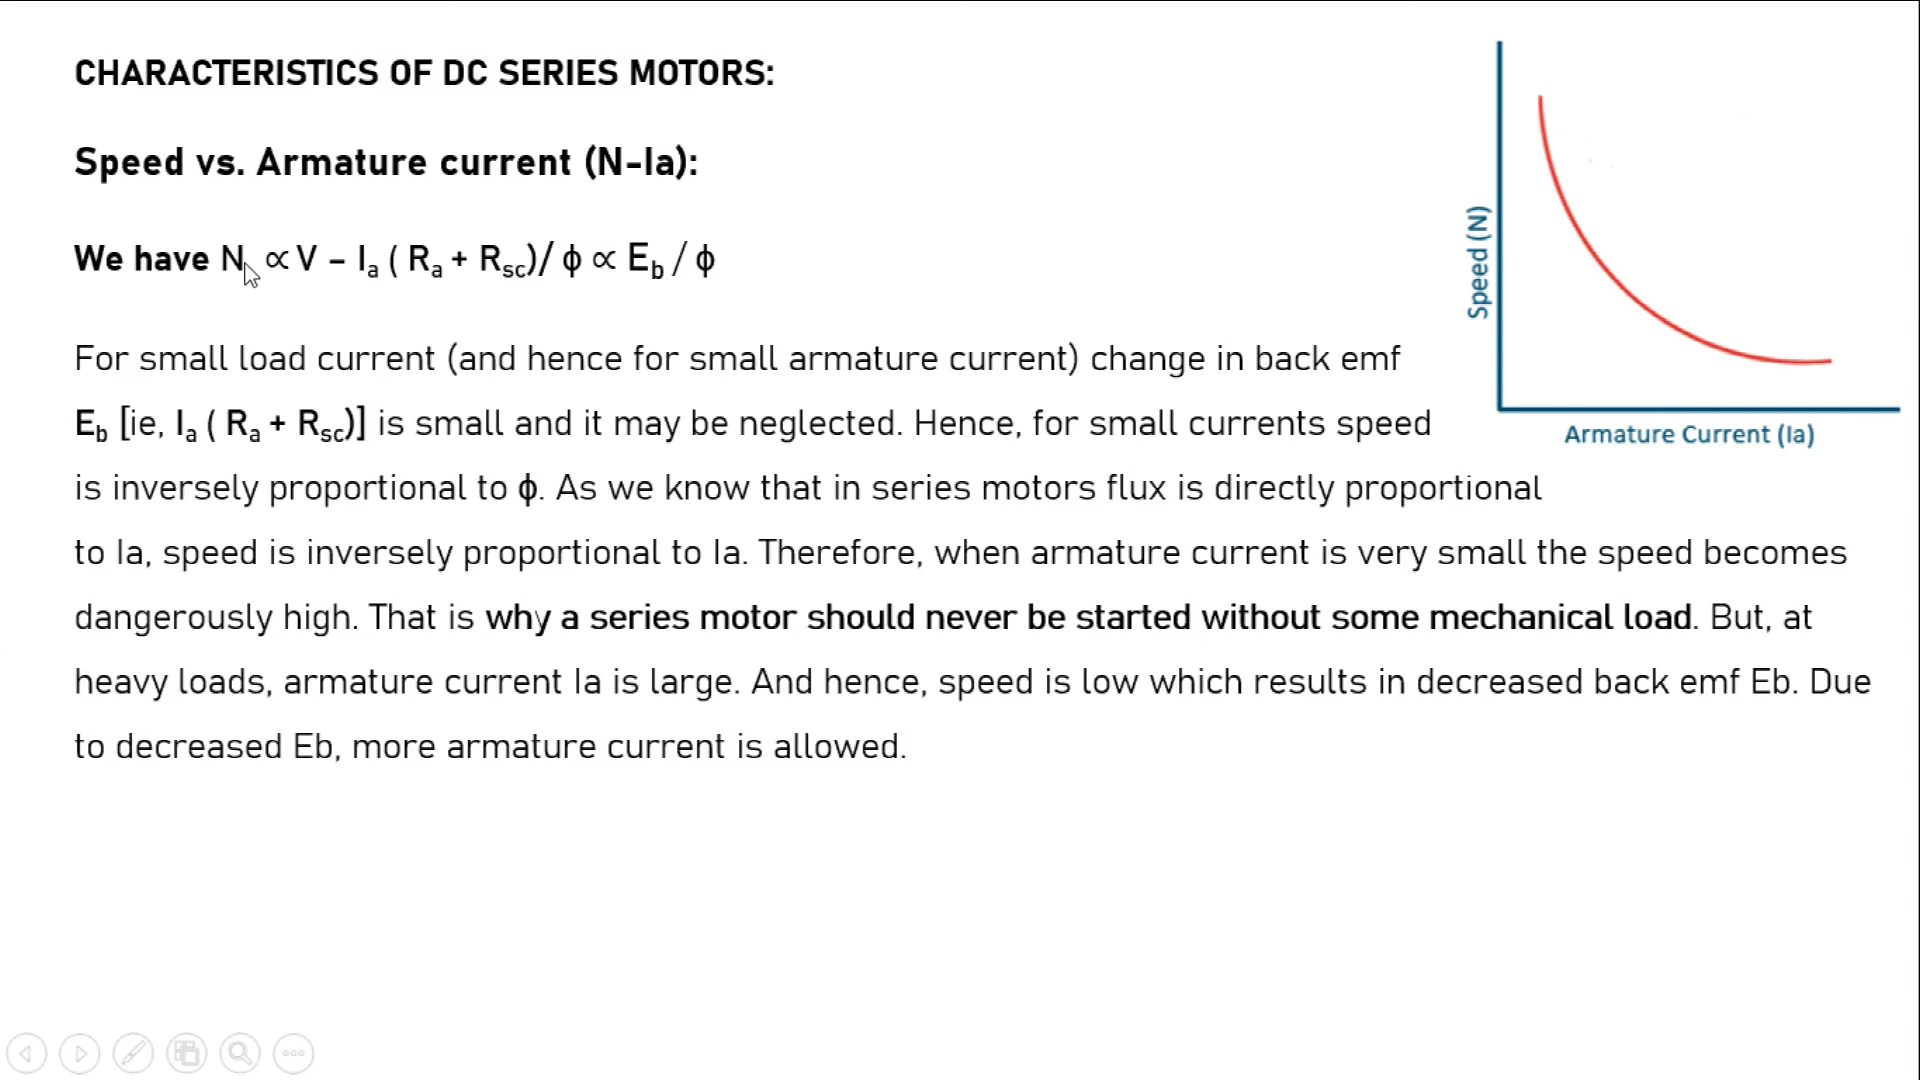 CHARACTERISTICS OF DC SERIES MOTORS:
Speed vs. Armature current (N-Ia):
We have N ∝ V - Ia ( Ra + Rsc)/ ϕ ∝ Eb / ϕ
For small load current (and hence for small armature current) change in back emf
Eb [ie, Ia ( Ra + Rsc)] is small and it may be neglected. Hence, for small currents speed
is inversely proportional to ϕ. As we know that in series motors flux is directly proportional
to Ia, speed is inversely proportional to Ia. Therefore, when armature current is very small the speed becomes
dangerously high. That is why a series motor should never be started without some mechanical load. But, at
heavy loads, armature current Ia is large. And hence, speed is low which results in decreased back emf Eb. Due
to decreased Eb, more armature current is allowed.
Speed (N)
Armature Current (Ia)